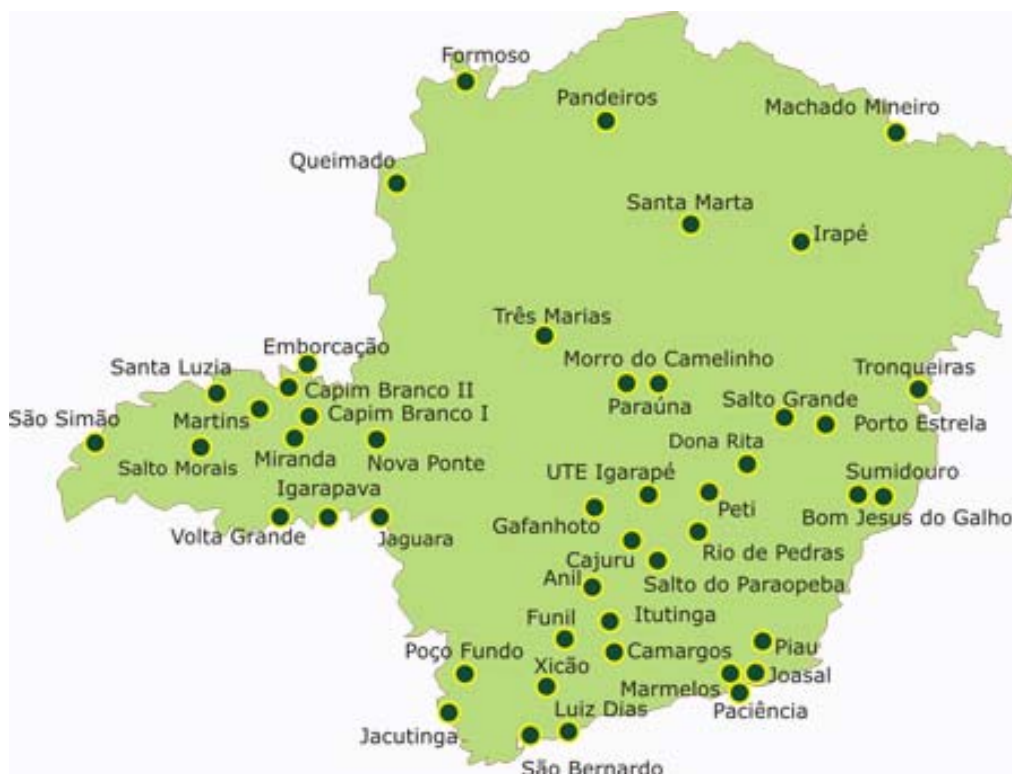 Formoso
Pandeiros
Machado Mineiro
Queimado
Santa Marta
Irapé
Três Marias
Emborcação
Morro do Camelinho
Tronqueiras
Santa Luzia
Capim Branco II
Paraúna
Salto Grande
São Simão
Martins
Capim Branco I
Porto Estrela
Salto Morais
Miranda
Nova Ponte
Dona Rita
Igarapava
UTE Igarapé
Sumidouro
Volta Grande
Jaguara
Gafanhoto
Peti
Bom Jesus do Galho
Cajuru
Rio de Pedras
Anil
Salto do Paraopeba
Funil
Itutinga
Poço Fundo
Xicão
Camargos
Piau
Marmelos
Joasal
Jacutinga
Luiz Dias
Paciência
São Bernardo